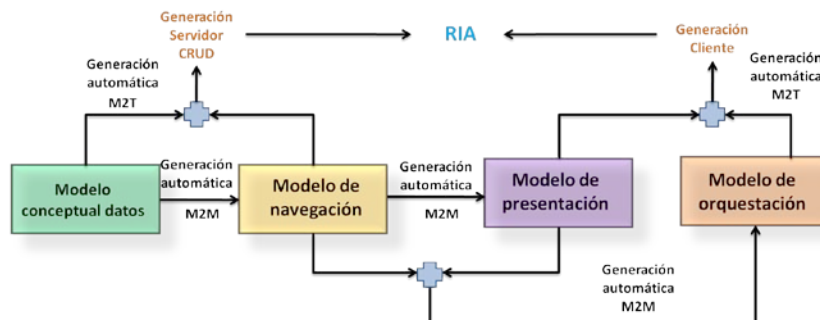 Generación
Servidor
CRUD
RIA
Generación
Cliente
Generación
automática
M2T
Generación
automática
M2T
Modelo
conceptual datos
Generación
automática
M2M
Modelo de
navegación
Generación
automática
M2M
Modelo de
presentación
Modelo de
orquestación
Generación
automática
M2M